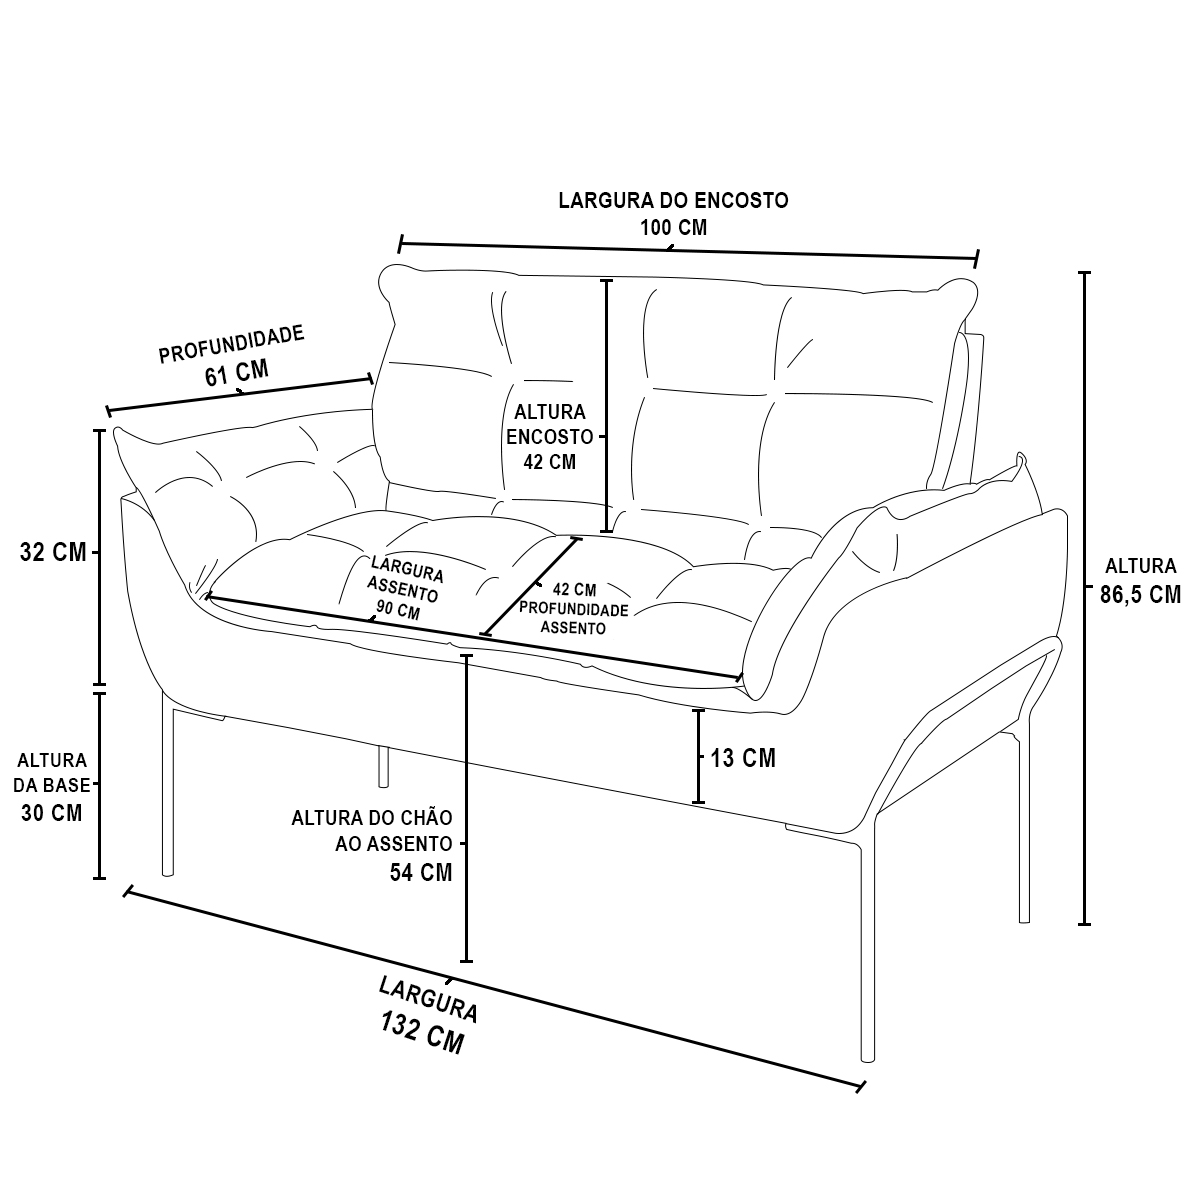 LARGURA DO ENCOSTO
100 CM
PROFUNDIDADE
61 CM
ALTURA
ENCOSTO
42 CM
32 CM
LARGURA
ASSENTO
90 CM
42 CM
PROFUNDIDADE
ASSENTO
ALTURA
86,5 CM
ALTURA
DA BASE
30 CM
13 CM
ALTURA DO CHÃO
AO ASSENTO
54 CM
LARGURA
132 CM